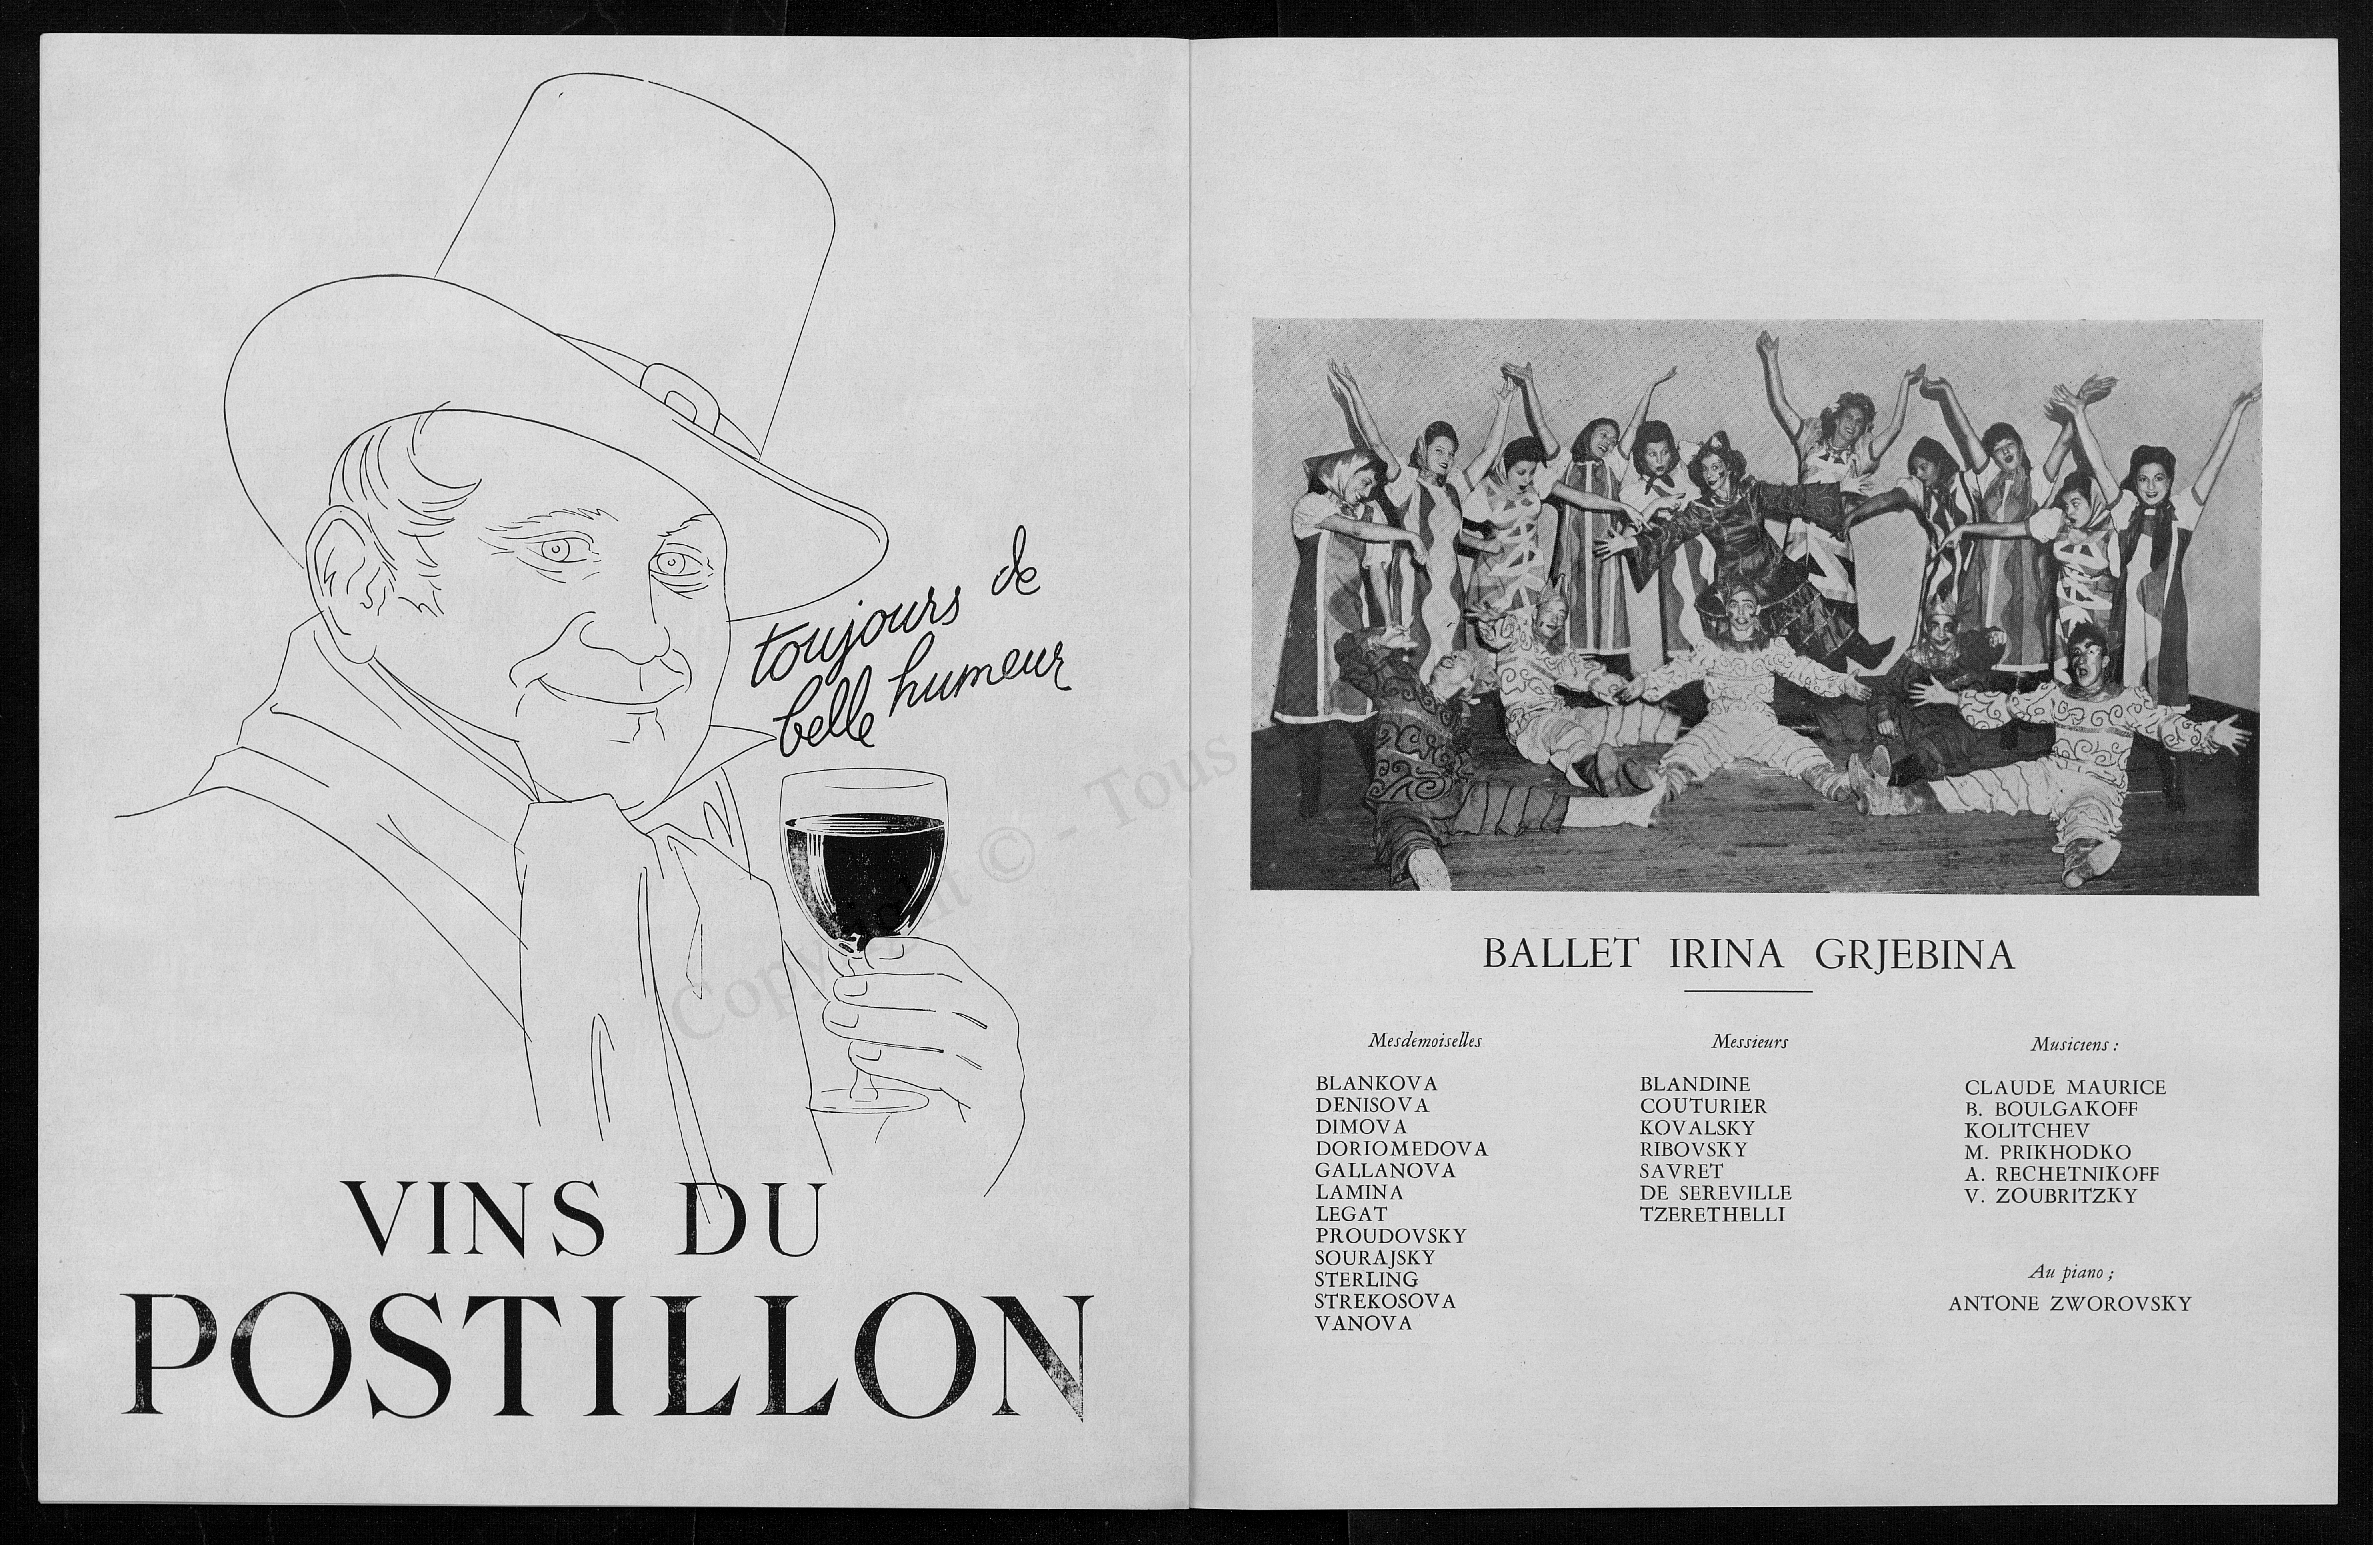 toujours de
belle humeur
VINS DU
POSTILLON
Copyright © - Tous
BALLET IRINA GRJEBINA
Mesdemoiselles
BLANKOVA
DENISOVA
DIMOVA
DORIOMEDOVA
GALLANOVA
LAMINA
LEGAT
PROUDOVSKY
SOURAJSKY
STERLING
STREKOSOVA
VANOVA
Messieurs
BLANDINE
COUTURIER
KOVALSKY
RIBOVSKY
SAVRET
DE SEREVILLE
TZERETHELLI
Musiciens :
CLAUDE MAURICE
B. BOULGAKOFF
KOLITCHEV
M. PRIKHODKO
A. RECHETNIKOFF
V. ZOUBRITZKY
Au piano ;
ANTONE ZWOROVSKY